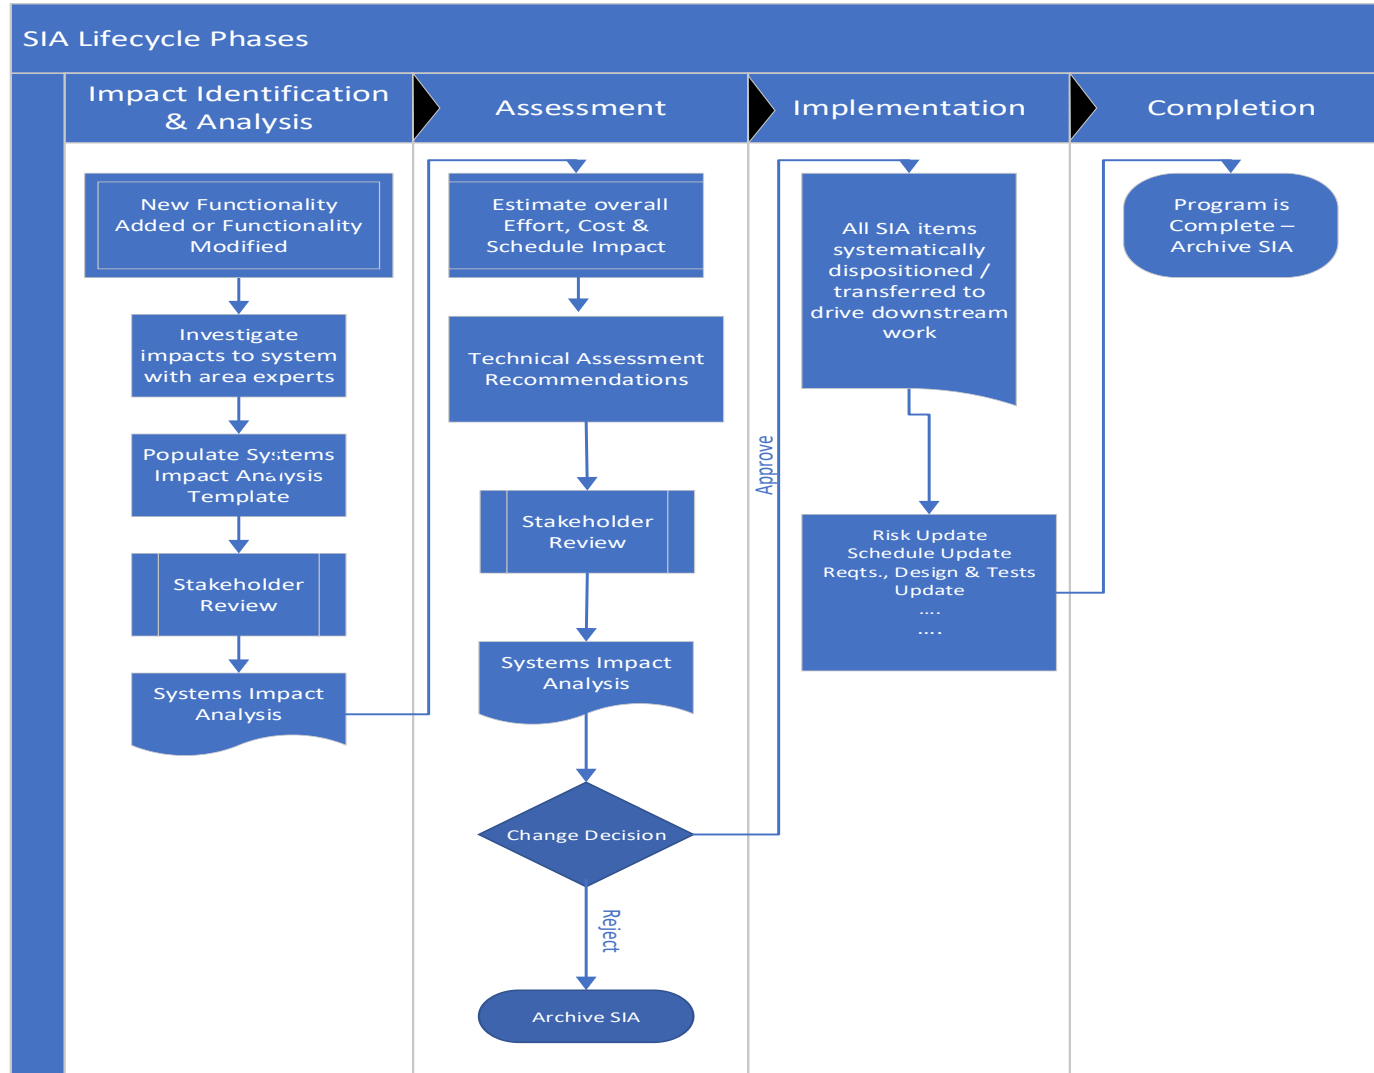 SIA Lifecycle Phases
Impact Identification
& Analysis
Assessment
Implementation
Completion
New Functionality
Added or Functionality
Modified
Investigate
impacts to system
with area experts
Populate Systems
Impact Analysis
Template
Stakeholder
Review
Systems Impact
Analysis
Estimate overall
Effort, Cost &
Schedule Impact
Technical Assessment
Recommendations
Stakeholder
Review
Systems Impact
Analysis
Change Decision
Approve
Reject
Archive SIA
All SIA items
systematically
dispositioned /
transferred to
drive downstream
work
Risk Update
Schedule Update
Reqts., Design & Tests
Update
....
....
Program is
Complete –
Archive SIA